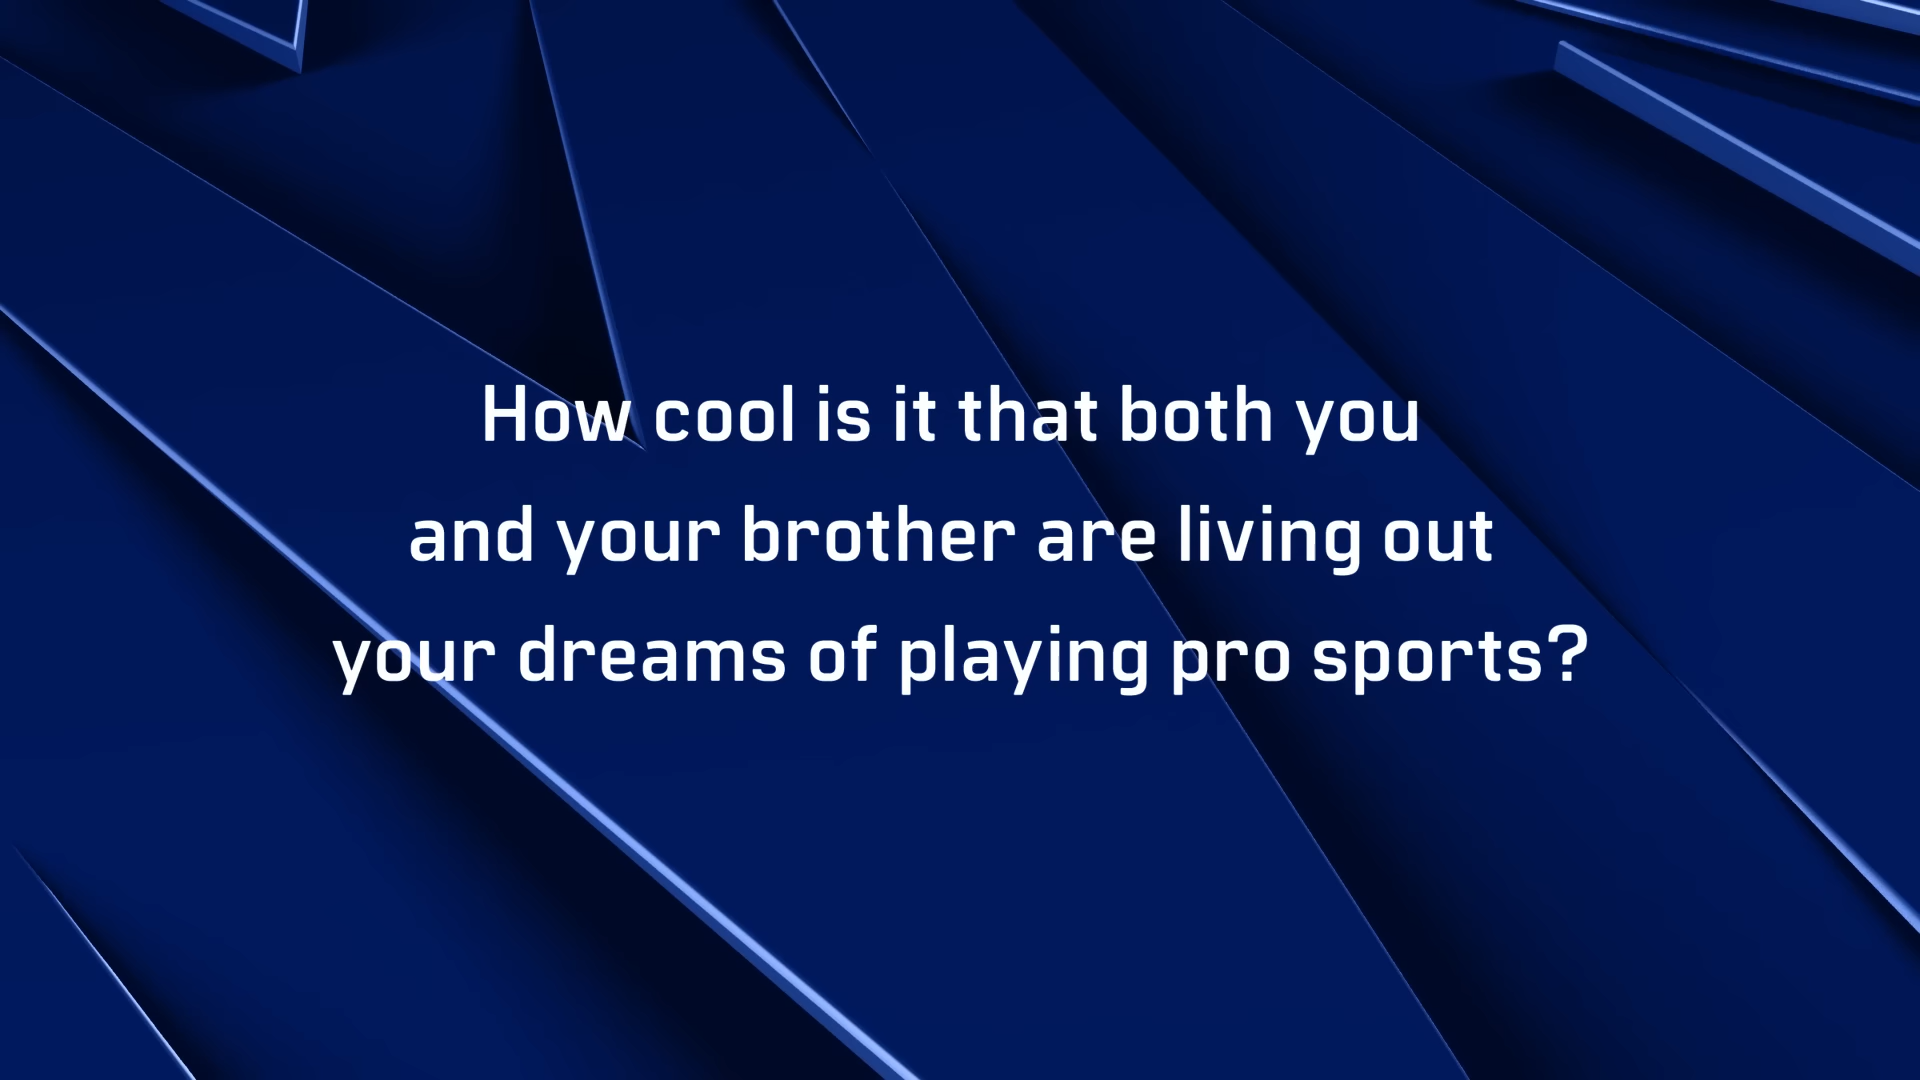 How cool is it that both you
and your brother are living out
your dreams of playing pro sports?